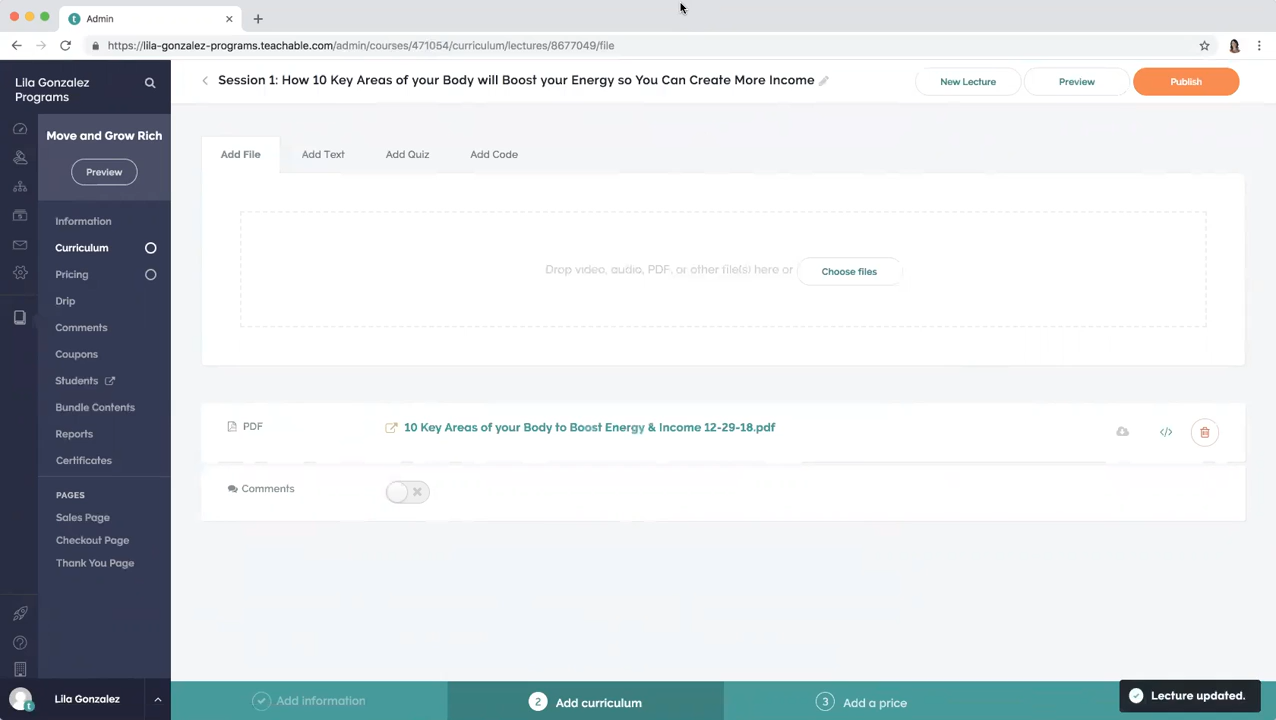 Admin
https://lila-gonzalez-programs.teachable.com/admin/courses/471054/curriculum/lectures/8677049/file
Lila Gonzalez
Programs
Session 1: How 10 Key Areas of your Body will Boost your Energy so You Can Create More Income
New Lecture
Preview
Publish
Move and Grow Rich
Preview
Information
Curriculum
Pricing
Drip
Comments
Coupons
Students
Bundle Contents
Reports
Certificates
PAGES
Sales Page
Checkout Page
Thank You Page
Lila Gonzalez
Add File
Add Text
Add Quiz
Add Code
Drop video, audio, PDF, or other file(s) here or
Choose files
PDF
10 Key Areas of your Body to Boost Energy & Income 12-29-18.pdf
Comments
Add information
2 Add curriculum
3 Add a price
Lecture updated.